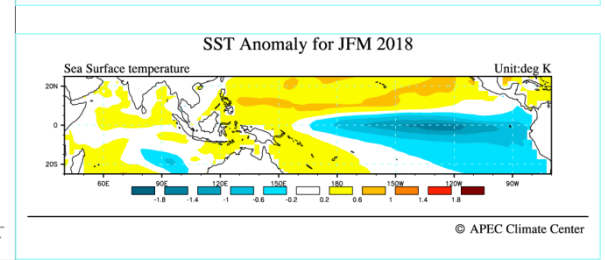 SST Anomaly for JFM 2018
Sea Surface temperature Unit:deg K
20N
0
20S
60E 90E 120E 150E 180 150W 120W 90W
-1.8 -1.4 -1 -0.6 -0.2 0.2 0.6 1 1.4 1.8
© APEC Climate Center